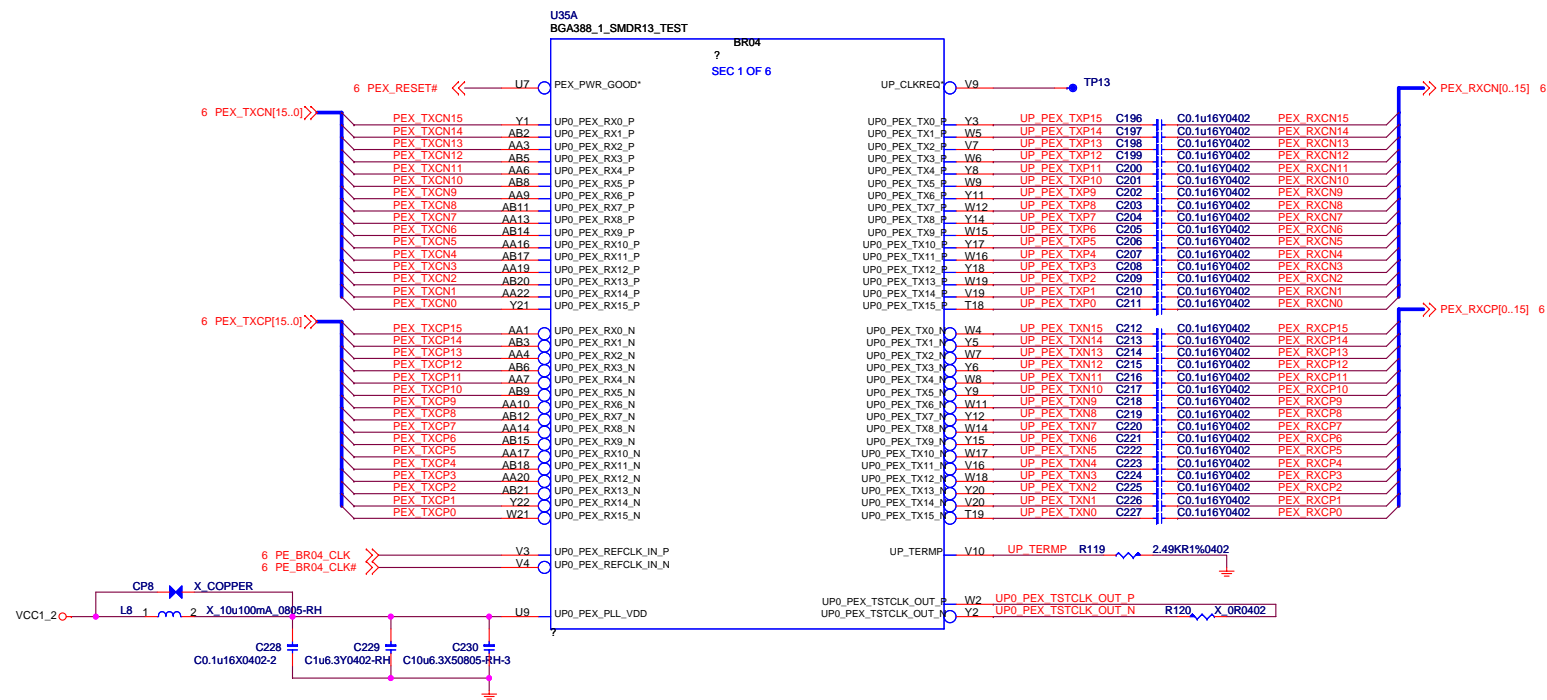 U35A
BGA388_1_SMDR13_TEST
BR04
?
SEC 1 OF 6
6 PEX_RESET# U7 PEX_PWR_GOOD* UP_CLKREQ* V9 TP13
6 PEX_TXCN[15..0] PEX_RXCN[0..15] 6
PEX_TXCN15 Y1 UP0_PEX_RX0_P UP0_PEX_TX0_P Y3 UP_PEX_TXP15 C196 C0.1u16Y0402 PEX_RXCN15
PEX_TXCN14 AB2 UP0_PEX_RX1_P UP0_PEX_TX1_P W5 UP_PEX_TXP14 C197 C0.1u16Y0402 PEX_RXCN14
PEX_TXCN13 AA3 UP0_PEX_RX2_P UP0_PEX_TX2_P V7 UP_PEX_TXP13 C198 C0.1u16Y0402 PEX_RXCN13
PEX_TXCN12 AB5 UP0_PEX_RX3_P UP0_PEX_TX3_P W6 UP_PEX_TXP12 C199 C0.1u16Y0402 PEX_RXCN12
PEX_TXCN11 AA6 UP0_PEX_RX4_P UP0_PEX_TX4_P Y8 UP_PEX_TXP11 C200 C0.1u16Y0402 PEX_RXCN11
PEX_TXCN10 AB8 UP0_PEX_RX5_P UP0_PEX_TX5_P W9 UP_PEX_TXP10 C201 C0.1u16Y0402 PEX_RXCN10
PEX_TXCN9 AA9 UP0_PEX_RX6_P UP0_PEX_TX6_P Y11 UP_PEX_TXP9 C202 C0.1u16Y0402 PEX_RXCN9
PEX_TXCN8 AB11 UP0_PEX_RX7_P UP0_PEX_TX7_P W12 UP_PEX_TXP8 C203 C0.1u16Y0402 PEX_RXCN8
PEX_TXCN7 AA13 UP0_PEX_RX8_P UP0_PEX_TX8_P Y14 UP_PEX_TXP7 C204 C0.1u16Y0402 PEX_RXCN7
PEX_TXCN6 AB14 UP0_PEX_RX9_P UP0_PEX_TX9_P W15 UP_PEX_TXP6 C205 C0.1u16Y0402 PEX_RXCN6
PEX_TXCN5 AA16 UP0_PEX_RX10_P UP0_PEX_TX10_P Y17 UP_PEX_TXP5 C206 C0.1u16Y0402 PEX_RXCN5
PEX_TXCN4 AB17 UP0_PEX_RX11_P UP0_PEX_TX11_P W16 UP_PEX_TXP4 C207 C0.1u16Y0402 PEX_RXCN4
PEX_TXCN3 AA19 UP0_PEX_RX12_P UP0_PEX_TX12_P Y18 UP_PEX_TXP3 C208 C0.1u16Y0402 PEX_RXCN3
PEX_TXCN2 AB20 UP0_PEX_RX13_P UP0_PEX_TX13_P W19 UP_PEX_TXP2 C209 C0.1u16Y0402 PEX_RXCN2
PEX_TXCN1 AA22 UP0_PEX_RX14_P UP0_PEX_TX14_P V19 UP_PEX_TXP1 C210 C0.1u16Y0402 PEX_RXCN1
PEX_TXCN0 Y21 UP0_PEX_RX15_P UP0_PEX_TX15_P T18 UP_PEX_TXP0 C211 C0.1u16Y0402 PEX_RXCN0
6 PEX_TXCP[15..0] PEX_RXCP[0..15] 6
PEX_TXCP15 AA1 UP0_PEX_RX0_N UP0_PEX_TX0_N W4 UP_PEX_TXN15 C212 C0.1u16Y0402 PEX_RXCP15
PEX_TXCP14 AB3 UP0_PEX_RX1_N UP0_PEX_TX1_N Y5 UP_PEX_TXN14 C213 C0.1u16Y0402 PEX_RXCP14
PEX_TXCP13 AA4 UP0_PEX_RX2_N UP0_PEX_TX2_N W7 UP_PEX_TXN13 C214 C0.1u16Y0402 PEX_RXCP13
PEX_TXCP12 AB6 UP0_PEX_RX3_N UP0_PEX_TX3_N Y6 UP_PEX_TXN12 C215 C0.1u16Y0402 PEX_RXCP12
PEX_TXCP11 AA7 UP0_PEX_RX4_N UP0_PEX_TX4_N W8 UP_PEX_TXN11 C216 C0.1u16Y0402 PEX_RXCP11
PEX_TXCP10 AB9 UP0_PEX_RX5_N UP0_PEX_TX5_N Y9 UP_PEX_TXN10 C217 C0.1u16Y0402 PEX_RXCP10
PEX_TXCP9 AA10 UP0_PEX_RX6_N UP0_PEX_TX6_N W11 UP_PEX_TXN9 C218 C0.1u16Y0402 PEX_RXCP9
PEX_TXCP8 AB12 UP0_PEX_RX7_N UP0_PEX_TX7_N Y12 UP_PEX_TXN8 C219 C0.1u16Y0402 PEX_RXCP8
PEX_TXCP7 AA14 UP0_PEX_RX8_N UP0_PEX_TX8_N W14 UP_PEX_TXN7 C220 C0.1u16Y0402 PEX_RXCP7
PEX_TXCP6 AB15 UP0_PEX_RX9_N UP0_PEX_TX9_N Y15 UP_PEX_TXN6 C221 C0.1u16Y0402 PEX_RXCP6
PEX_TXCP5 AA17 UP0_PEX_RX10_N UP0_PEX_TX10_N W17 UP_PEX_TXN5 C222 C0.1u16Y0402 PEX_RXCP5
PEX_TXCP4 AB18 UP0_PEX_RX11_N UP0_PEX_TX11_N V16 UP_PEX_TXN4 C223 C0.1u16Y0402 PEX_RXCP4
PEX_TXCP3 AA20 UP0_PEX_RX12_N UP0_PEX_TX12_N W18 UP_PEX_TXN3 C224 C0.1u16Y0402 PEX_RXCP3
PEX_TXCP2 AB21 UP0_PEX_RX13_N UP0_PEX_TX13_N Y20 UP_PEX_TXN2 C225 C0.1u16Y0402 PEX_RXCP2
PEX_TXCP1 Y22 UP0_PEX_RX14_N UP0_PEX_TX14_N V20 UP_PEX_TXN1 C226 C0.1u16Y0402 PEX_RXCP1
PEX_TXCP0 W21 UP0_PEX_RX15_N UP0_PEX_TX15_N T19 UP_PEX_TXN0 C227 C0.1u16Y0402 PEX_RXCP0
6 PE_BR04_CLK V3 UP0_PEX_REFCLK_IN_P UP_TERMP V10 UP_TERMP R119 2.49KR1%0402
6 PE_BR04_CLK# V4 UP0_PEX_REFCLK_IN_N
CP8 X_COPPER
UP0_PEX_TSTCLK_OUT_P W2 UP0_PEX_TSTCLK_OUT_P
VCC1_2 L8 1 2 X_10u100mA_0805-RH U9 UP0_PEX_PLL_VDD UP0_PEX_TSTCLK_OUT_N Y2 UP0_PEX_TSTCLK_OUT_N R120 X_0R0402
?
C228 C229 C230
C0.1u16X0402-2 C1u6.3Y0402-RH C10u6.3X50805-RH-3